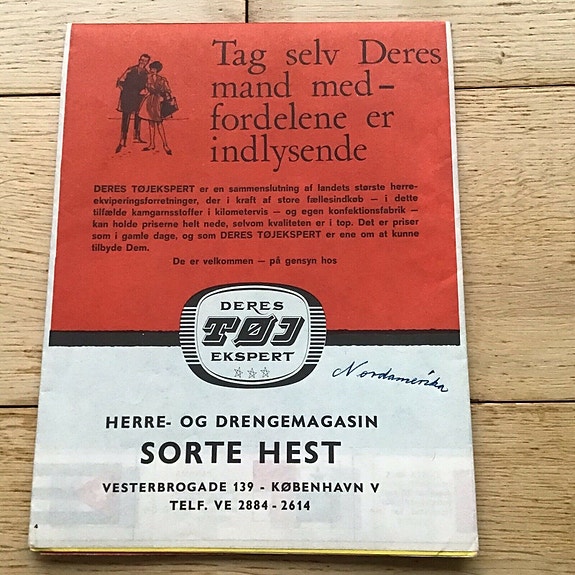 Tag selv Deres
mand med–
fordelene er
indlysende
DERES TØJEKSPERT er en sammenslutning af landets største herre-
ekviperingsforretninger, der i kraft af store fællesindkøb — i dette
tilfælde kamgarnsstoffer i kilometervis — og egen konfektionsfabrik —
kan holde priserne helt nede, selvom kvaliteten er i top. Det er priser
som i gamle dage, og som DERES TØJEKSPERT er ene om at kunne
tilbyde Dem.
De er velkommen — på gensyn hos
DERES
TØJ
EKSPERT
Nordamerika
HERRE- OG DRENGEMAGASIN
SORTE HEST
VESTERBROGADE 139 - KØBENHAVN V
TELF. VE 2884 - 2614
4